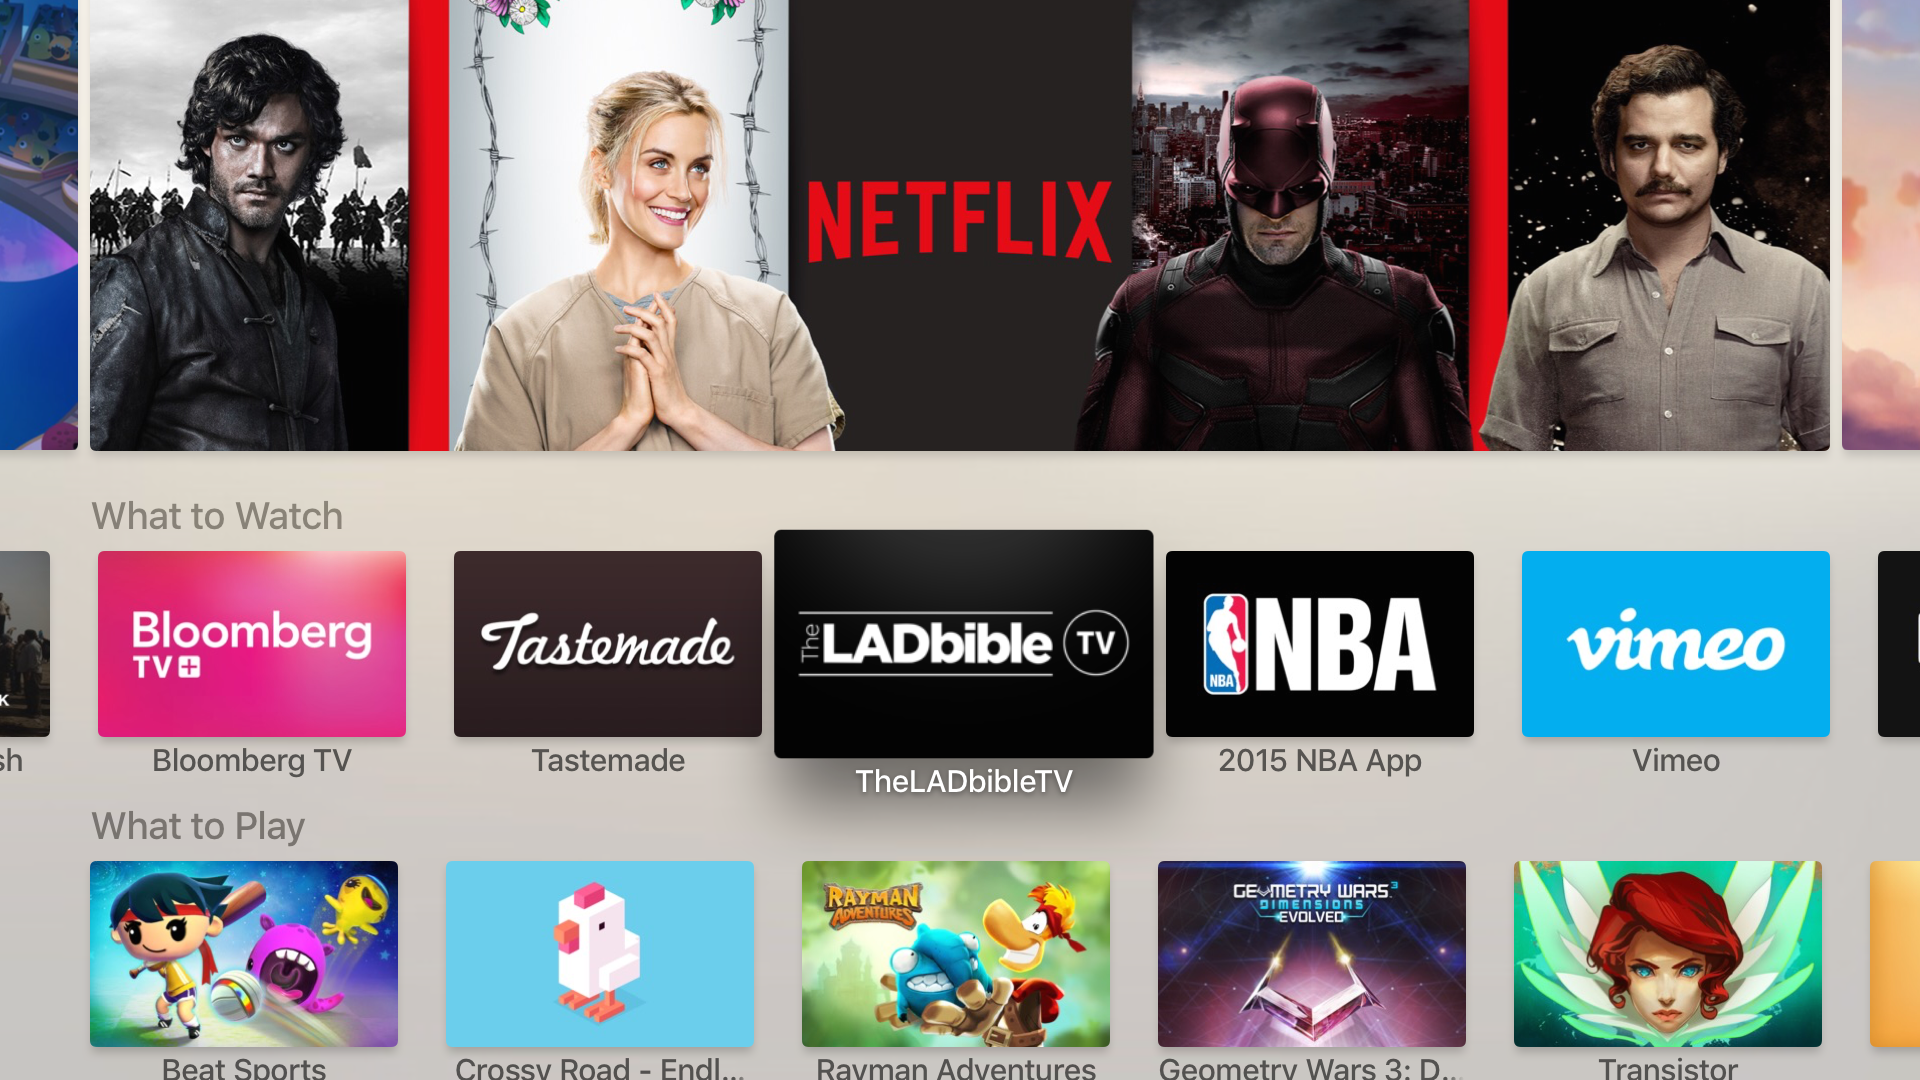 NETFLIX
What to Watch
K
Bloomberg
TV+
Tastemade
The LADbible TV
NBA
NBA
vimeo
sh
Bloomberg TV
Tastemade
TheLADbibleTV
2015 NBA App
Vimeo
What to Play
RAYMAN
ADVENTURES
GEOMETRY WARS3
DIMENSIONS
EVOLVED
Beat Sports
Crossy Road - Endl...
Rayman Adventures
Geometry Wars 3: D...
Transistor